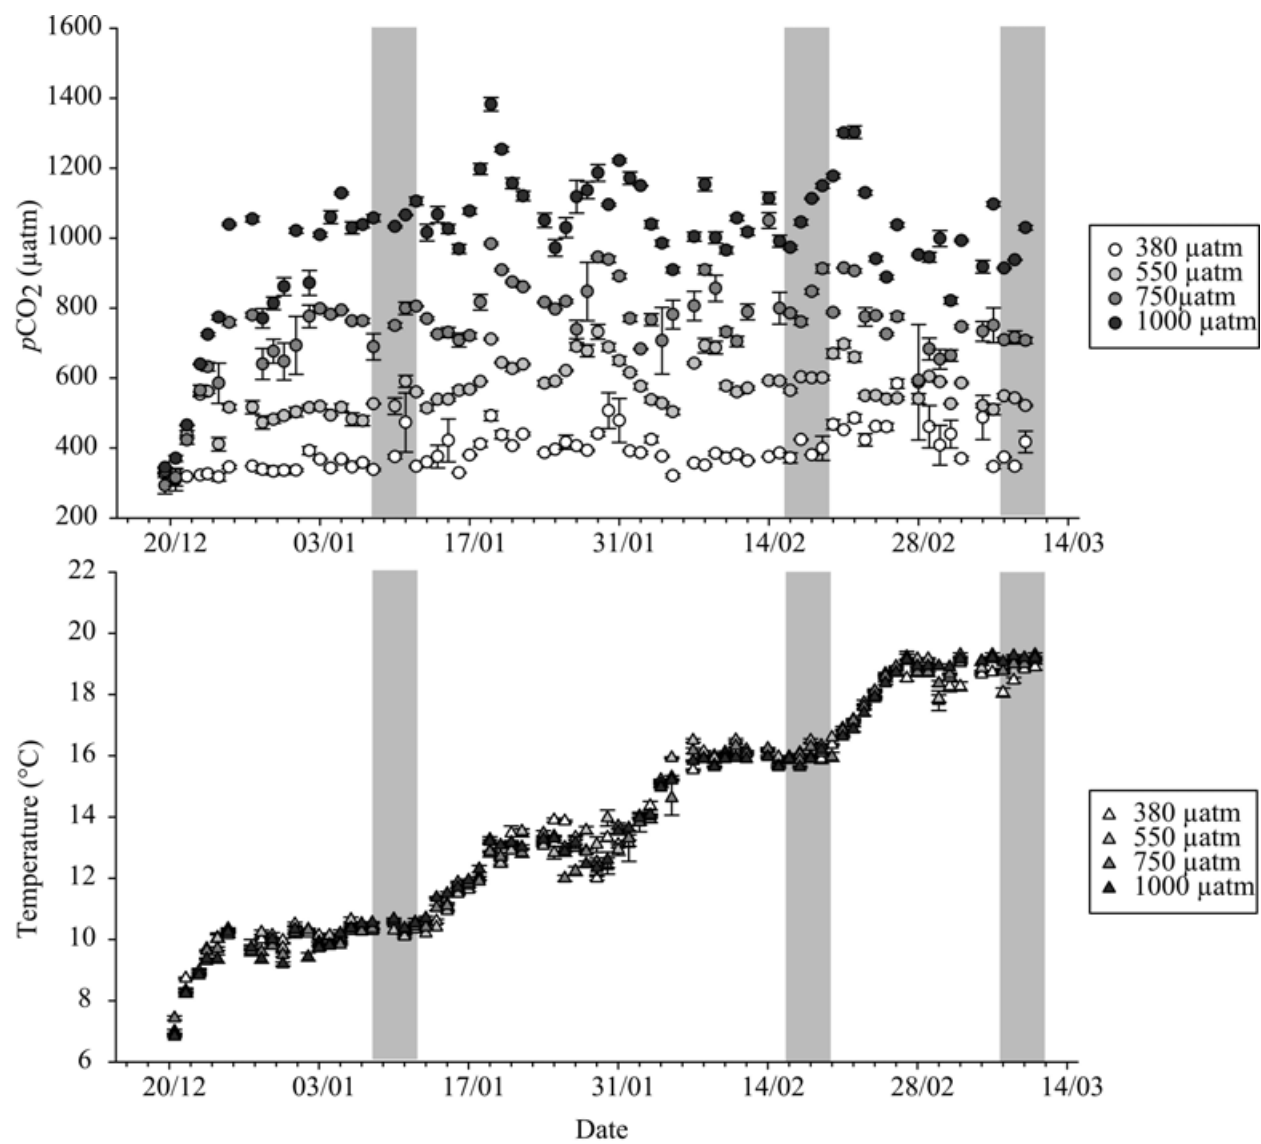 1600
1400
1200
1000
800
600
400
200
pCO2 (µatm)
20/12 03/01 17/01 31/01 14/02 28/02 14/03
380 µatm
550 µatm
750µatm
1000 µatm
22
20
18
16
14
12
10
8
6
Temperature (°C)
20/12 03/01 17/01 31/01 14/02 28/02 14/03
Date
380 µatm
550 µatm
750 µatm
1000 µatm